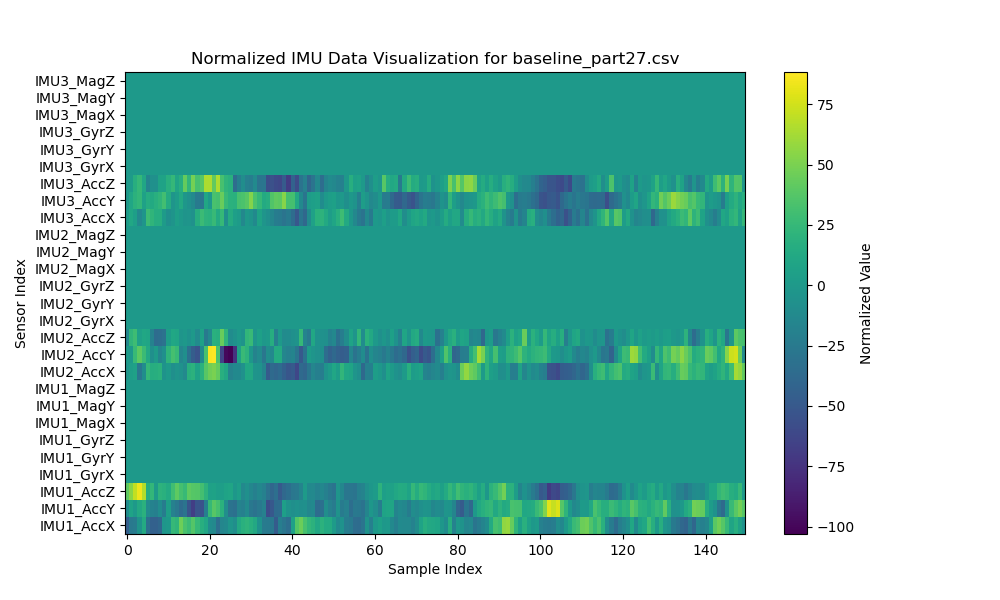 Normalized IMU Data Visualization for baseline_part27.csv
IMU3_MagZ
IMU3_MagY
IMU3_MagX
IMU3_GyrZ
IMU3_GyrY
IMU3_GyrX
IMU3_AccZ
IMU3_AccY
IMU3_AccX
IMU2_MagZ
IMU2_MagY
IMU2_MagX
IMU2_GyrZ
IMU2_GyrY
IMU2_GyrX
IMU2_AccZ
IMU2_AccY
IMU2_AccX
IMU1_MagZ
IMU1_MagY
IMU1_MagX
IMU1_GyrZ
IMU1_GyrY
IMU1_GyrX
IMU1_AccZ
IMU1_AccY
IMU1_AccX
Sensor Index
0 20 40 60 80 100 120 140
Sample Index
75
50
25
0
−25
−50
−75
−100
Normalized Value